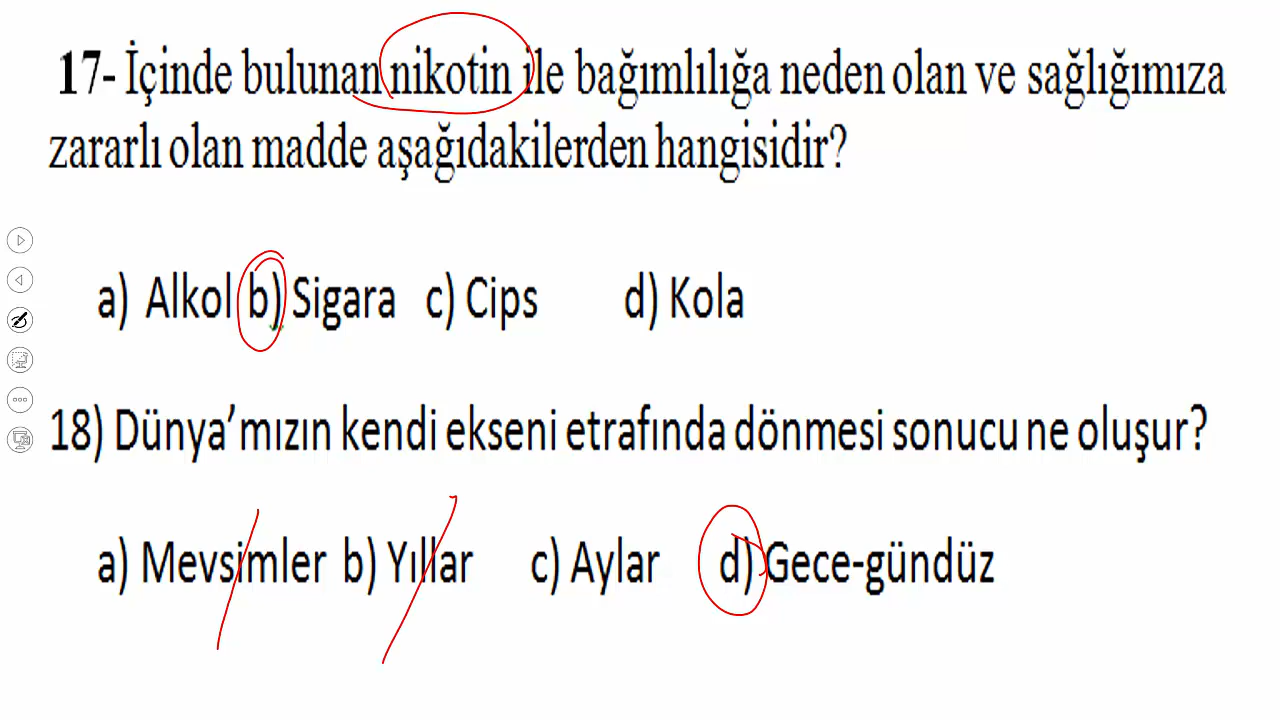 17- İçinde bulunan nikotin ile bağımlılığa neden olan ve sağlığımıza
zararlı olan madde aşağıdakilerden hangisidir?
a) Alkol b) Sigara c) Cips d) Kola
18) Dünya’mızın kendi ekseni etrafında dönmesi sonucu ne oluşur?
a) Mevsimler b) Yıllar c) Aylar d) Gece-gündüz